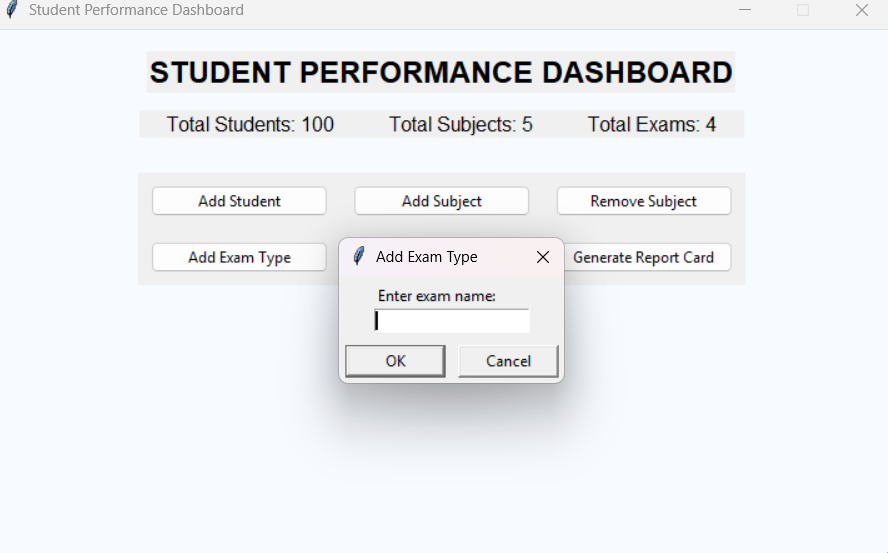 Student Performance Dashboard
STUDENT PERFORMANCE DASHBOARD
Total Students: 100 Total Subjects: 5 Total Exams: 4
Add Student Add Subject Remove Subject
Add Exam Type Generate Report Card
Add Exam Type
Enter exam name:
OK Cancel